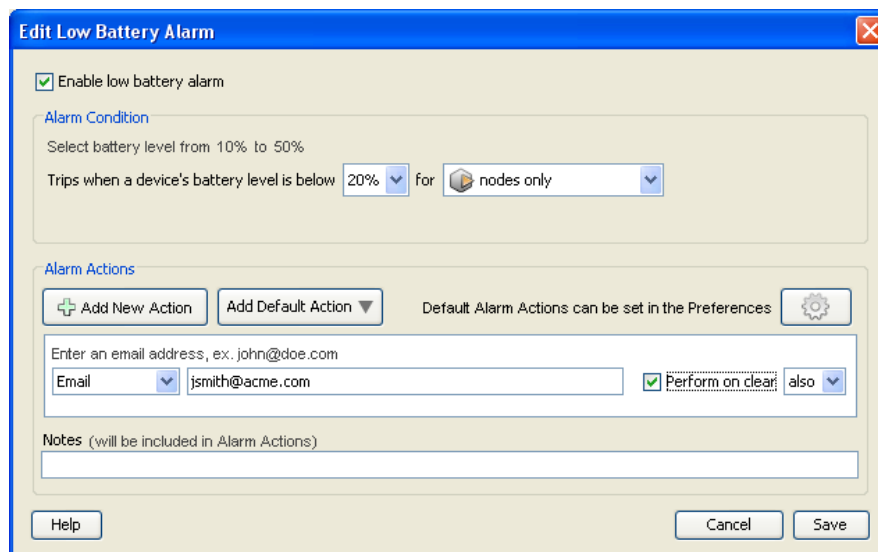 Edit Low Battery Alarm
Enable low battery alarm
Alarm Condition
Select battery level from 10% to 50%
Trips when a device's battery level is below 20% for nodes only
Alarm Actions
Add New Action Add Default Action Default Alarm Actions can be set in the Preferences
Enter an email address, ex. john@doe.com
Email jsmith@acme.com Perform on clear also
Notes (will be included in Alarm Actions)
Help Cancel Save